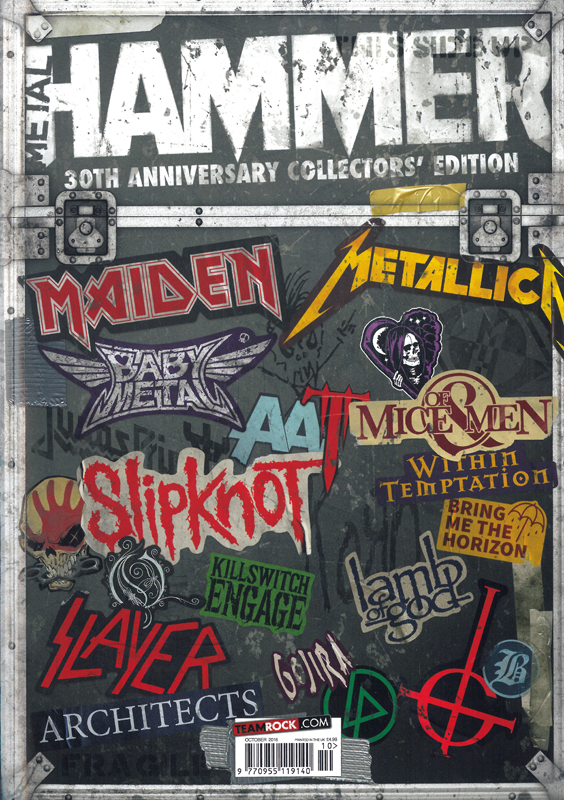 THIS SIDE UP
METAL
HAMMER
30TH ANNIVERSARY COLLECTORS' EDITION
MAIDEN
METALLICA
BABY
METAL
OF
MICE & MEN
AA
WITHIN
TEMPTATION
SLIPKNOT
BRING
ME THE
HORIZON
KILLSWITCH
ENGAGE
lamb
of god
SLAYER
GOJIRA
B
ARCHITECTS
TEAMROCK.COM
OCTOBER 2016
PRINTED IN THE UK £4.99
10>
9 770955 119140
FRAGILE